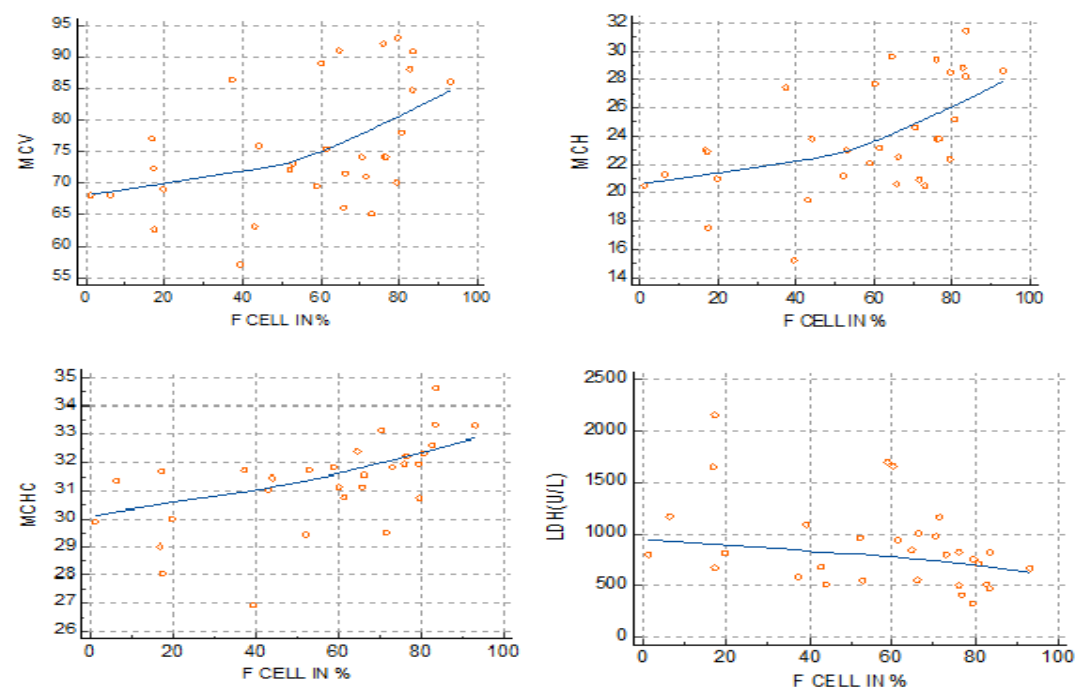 95
90
85
80
75
70
65
60
55
MCV
0 20 40 60 80 100
F CELL IN %
32
30
28
26
24
22
20
18
16
14
MCH
0 20 40 60 80 100
F CELL IN %
35
34
33
32
31
30
29
28
27
26
MCHC
0 20 40 60 80 100
F CELL IN %
2500
2000
1500
1000
500
0
LDH(U/L)
0 20 40 60 80 100
F CELL IN %